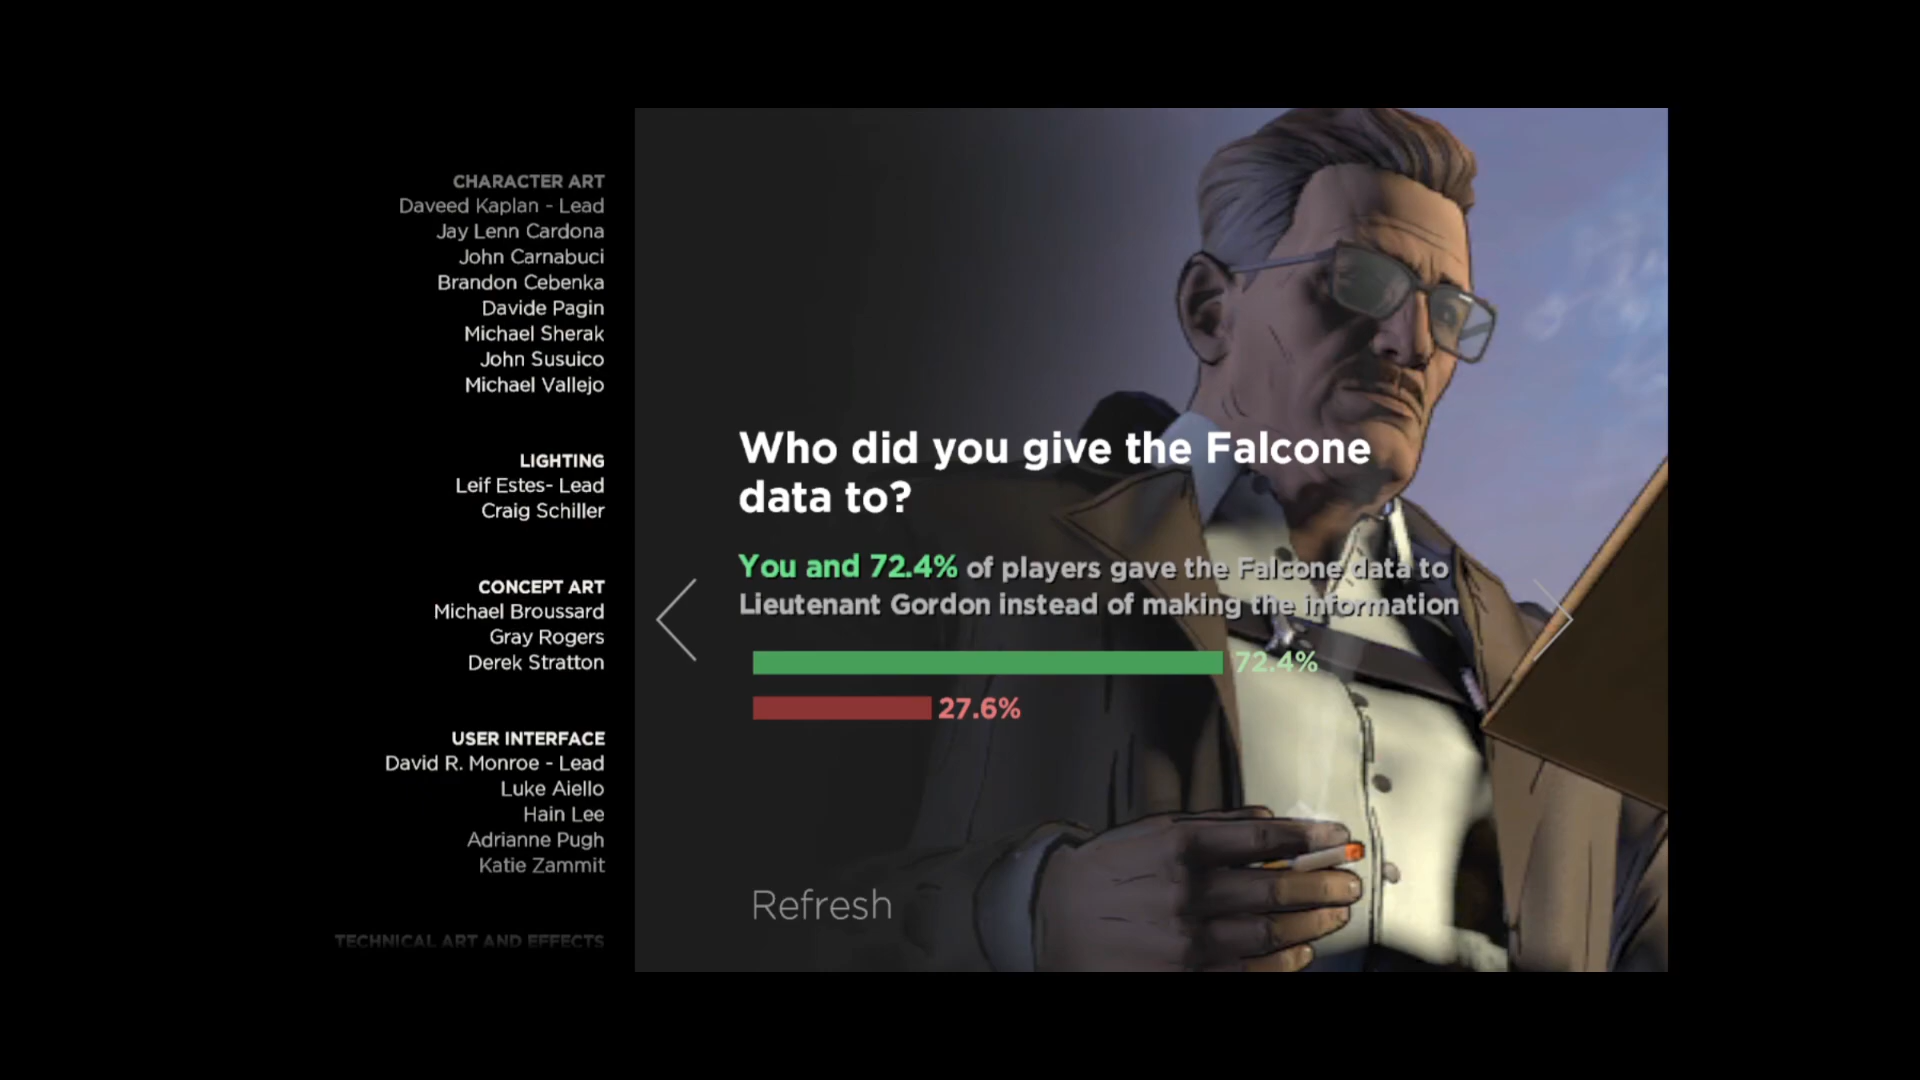 CHARACTER ART
Daveed Kaplan - Lead
Jay Lenn Cardona
John Carnabuci
Brandon Cebenka
Davide Pagin
Michael Sherak
John Susuico
Michael Vallejo
LIGHTING
Leif Estes- Lead
Craig Schiller
CONCEPT ART
Michael Broussard
Gray Rogers
Derek Stratton
USER INTERFACE
David R. Monroe - Lead
Luke Aiello
Hain Lee
Adrianne Pugh
Katie Zammit
TECHNICAL ART AND EFFECTS
Who did you give the Falcone
data to?
You and 72.4% of players gave the Falcone data to
Lieutenant Gordon instead of making the information
72.4%
27.6%
Refresh